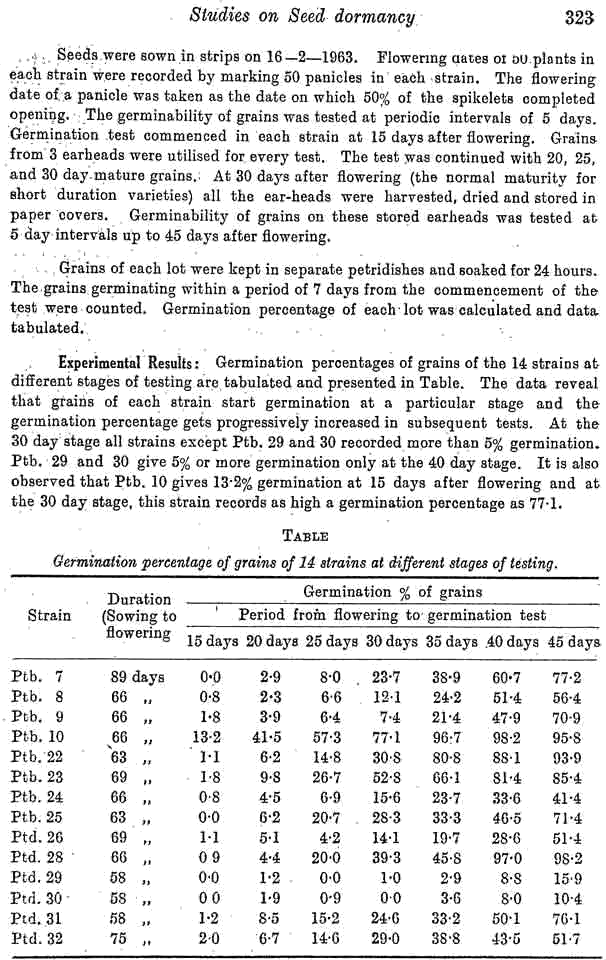 Studies on Seed dormancy 323
Seeds were sown in strips on 16—2—1963. Flowering dates of 50 plants in
each strain were recorded by marking 50 panicles in each strain. The flowering
date of a panicle was taken as the date on which 50% of the spikelets completed
opening. The germinability of grains was tested at periodic intervals of 5 days.
Germination test commenced in each strain at 15 days after flowering. Grains
from 3 earheads were utilised for every test. The test was continued with 20, 25,
and 30 day mature grains. At 30 days after flowering (the normal maturity for
short duration varieties) all the ear-heads were harvested, dried and stored in
paper covers. Germinability of grains on these stored earheads was tested at
5 day intervals up to 45 days after flowering.
Grains of each lot were kept in separate petridishes and soaked for 24 hours.
The grains germinating within a period of 7 days from the commencement of the
test were counted. Germination percentage of each lot was calculated and data
tabulated.
Experimental Results: Germination percentages of grains of the 14 strains at
different stages of testing are tabulated and presented in Table. The data reveal
that grains of each strain start germination at a particular stage and the
germination percentage gets progressively increased in subsequent tests. At the
30 day stage all strains except Ptb. 29 and 30 recorded more than 5% germination.
Ptb. 29 and 30 give 5% or more germination only at the 40 day stage. It is also
observed that Ptb. 10 gives 13·2% germination at 15 days after flowering and at
the 30 day stage, this strain records as high a germination percentage as 77·1.
TABLE
Germination percentage of grains of 14 strains at different stages of testing.
Strain Duration (Sowing to flowering Germination % of grains
Period from flowering to germination test
15 days 20 days 25 days 30 days 35 days 40 days 45 days
Ptb. 7 89 days 0·0 2·9 8·0 23·7 38·9 60·7 77·2
Ptb. 8 66 „ 0·8 2·3 6·6 12·1 24·2 51·4 56·4
Ptb. 9 66 „ 1·8 3·9 6·4 7·4 21·4 47·9 70·9
Ptb. 10 66 „ 13·2 41·5 57·3 77·1 96·7 98·2 95·8
Ptb. 22 63 „ 1·1 6·2 14·8 30·8 80·8 88·1 93·9
Ptb. 23 69 „ 1·8 9·8 26·7 52·8 66·1 81·4 85·4
Ptb. 24 66 „ 0·8 4·5 6·9 15·6 23·7 33·6 41·4
Ptb. 25 63 „ 0·0 6·2 20·7 28·3 33·3 46·5 71·4
Ptd. 26 69 „ 1·1 5·1 4·2 14·1 19·7 28·6 51·4
Ptd. 28 66 „ 0 9 4·4 20·0 39·3 45·8 97·0 98·2
Ptd. 29 58 „ 0·0 1·2 0·0 1·0 2·9 8·8 15·9
Ptd. 30 58 „ 0 0 1·9 0·9 0·0 3·6 8·0 10·4
Ptd. 31 58 „ 1·2 8·5 15·2 24·6 33·2 50·1 76·1
Ptd. 32 75 „ 2·0 6·7 14·6 29·0 38·8 43·5 51·7